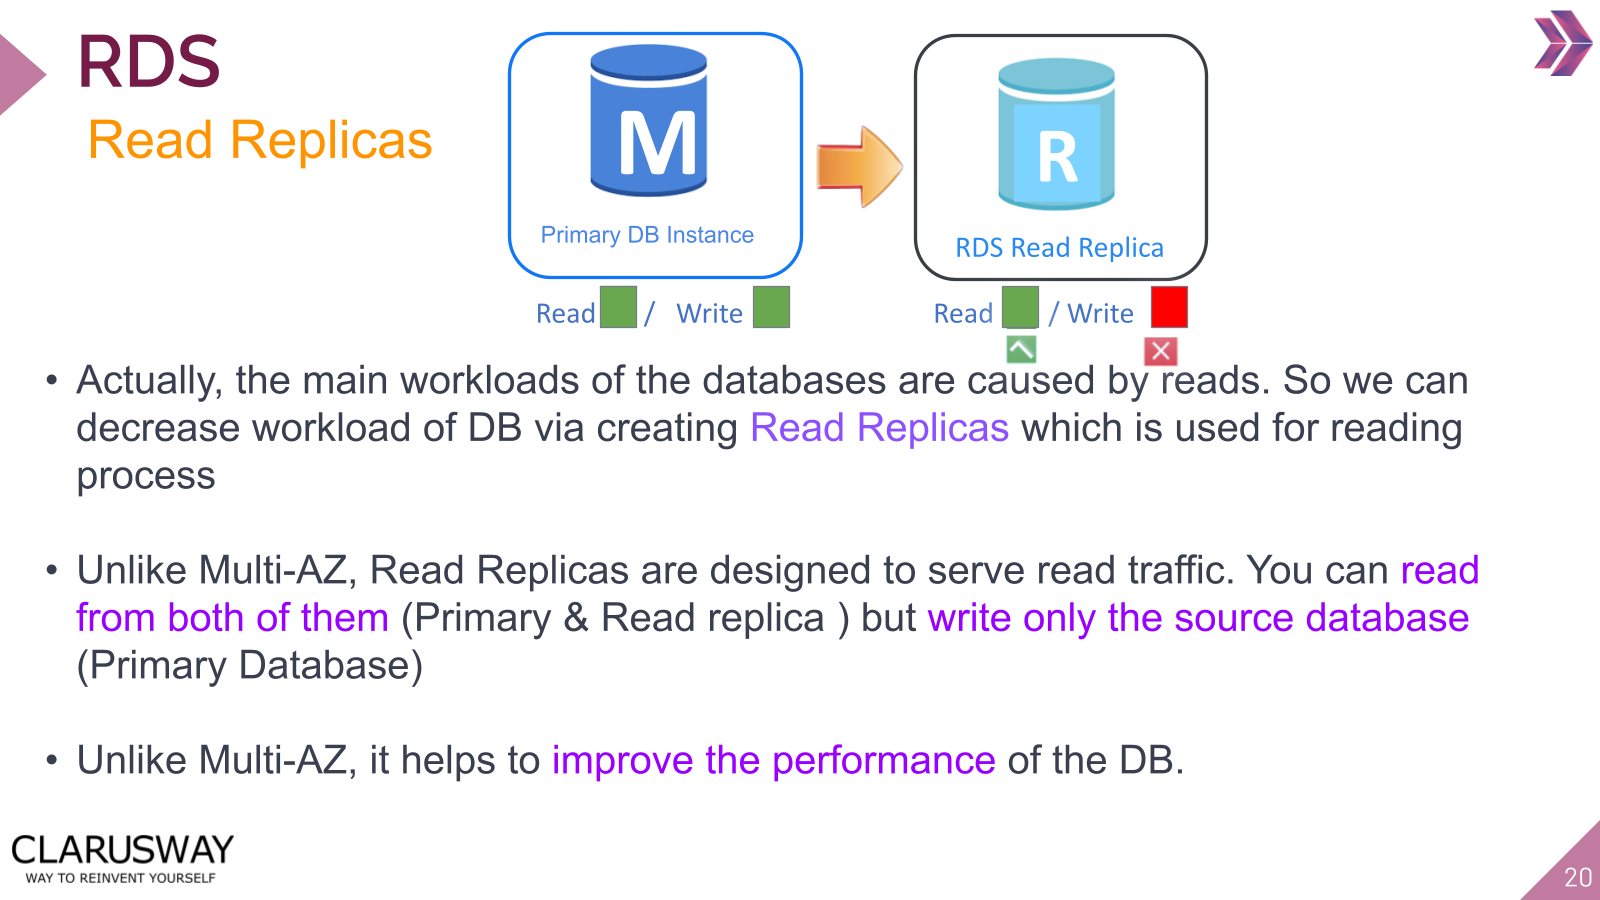 RDS
Read Replicas
M
Primary DB Instance
R
RDS Read Replica
Read / Write
Read / Write
• Actually, the main workloads of the databases are caused by reads. So we can
decrease workload of DB via creating Read Replicas which is used for reading
process
• Unlike Multi-AZ, Read Replicas are designed to serve read traffic. You can read
from both of them (Primary & Read replica ) but write only the source database
(Primary Database)
• Unlike Multi-AZ, it helps to improve the performance of the DB.
CLARUSWAY
WAY TO REINVENT YOURSELF
20